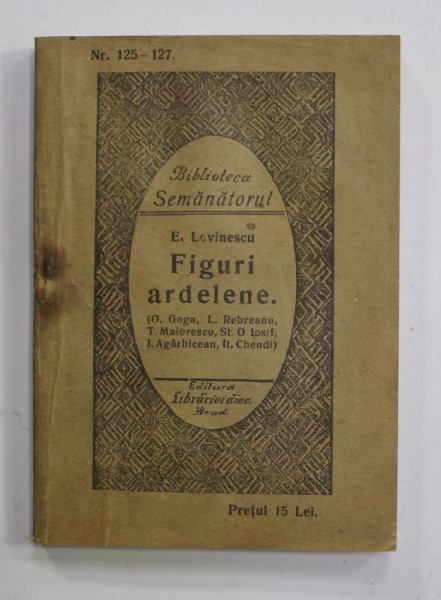 Nr. 125–127.
Biblioteca
Semănătorul
E. Lovinescu
Figuri
ardelene.
(O. Goga, L. Rebreanu,
T. Maiorescu, St. O. Iosif,
I. Agârbicean, Il. Chendi)
Editura
Librăriei diec.
Arad
Prețul 15 Lei.